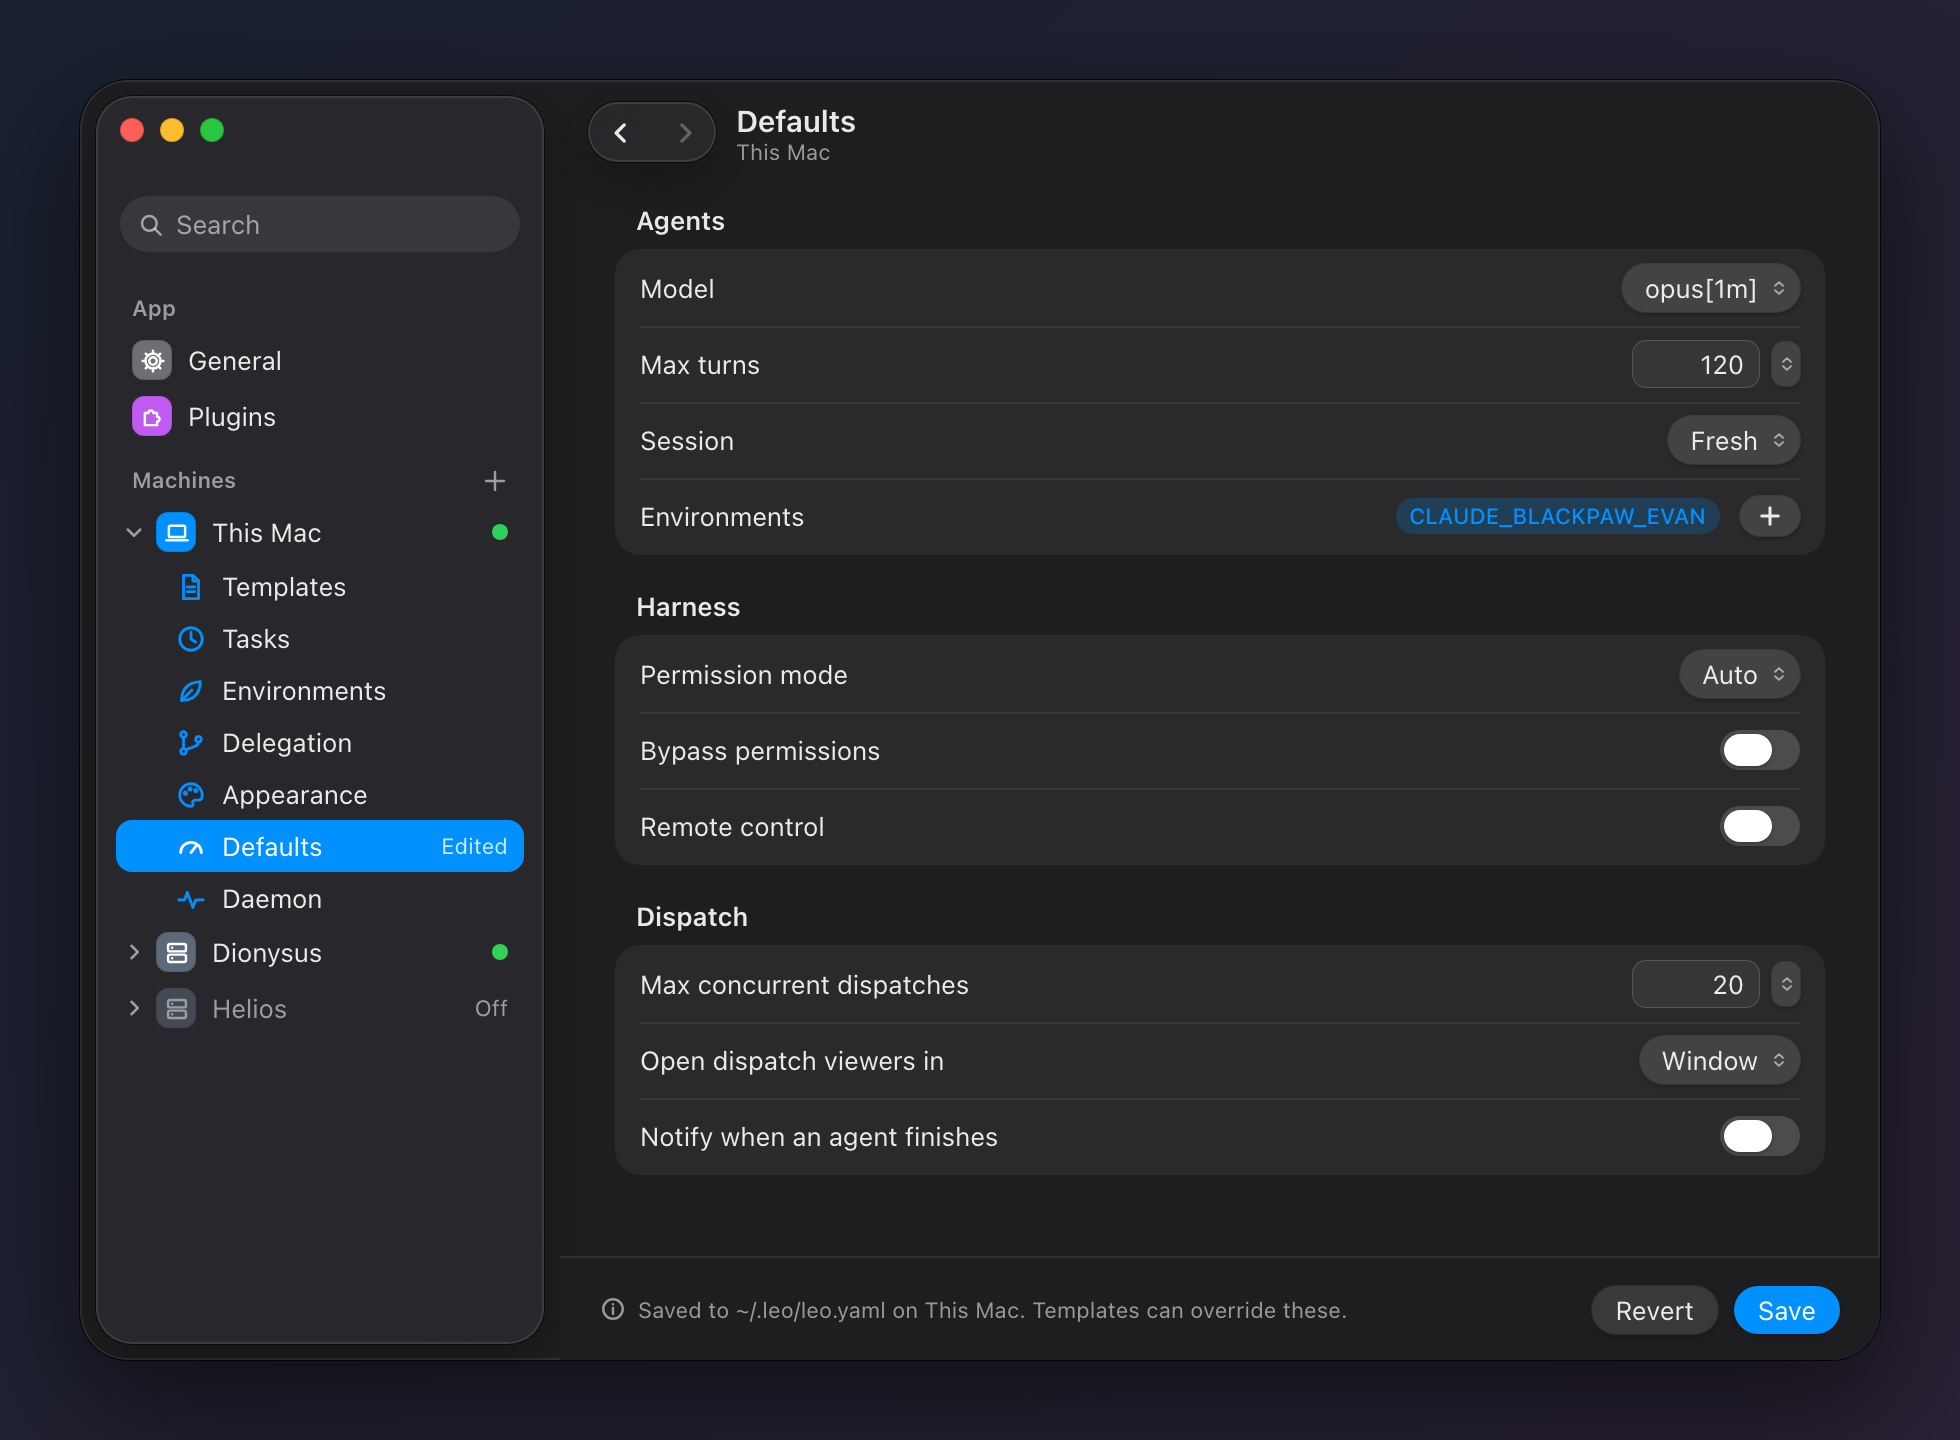 Search
App
General
Plugins
Machines
This Mac
Templates
Tasks
Environments
Delegation
Appearance
Defaults Edited
Daemon
Dionysus
Helios Off
Defaults
This Mac
Agents
Model opus[1m]
Max turns 120
Session Fresh
Environments CLAUDE_BLACKPAW_EVAN
Harness
Permission mode Auto
Bypass permissions
Remote control
Dispatch
Max concurrent dispatches 20
Open dispatch viewers in Window
Notify when an agent finishes
Saved to ~/.leo/leo.yaml on This Mac. Templates can override these.
Revert Save